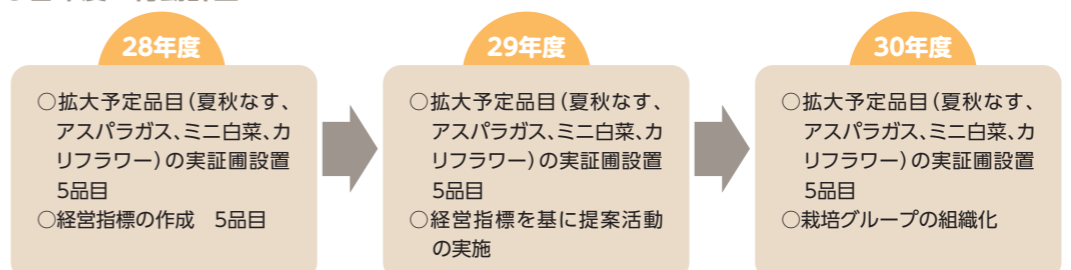 28年度
○拡大予定品目(夏秋なす、
アスパラガス、ミニ白菜、カ
リフラワー)の実証圃設置
5品目
○経営指標の作成 5品目
29年度
○拡大予定品目(夏秋なす、
アスパラガス、ミニ白菜、カ
リフラワー)の実証圃設置
5品目
○経営指標を基に提案活動
の実施
30年度
○拡大予定品目(夏秋なす、
アスパラガス、ミニ白菜、カ
リフラワー)の実証圃設置
5品目
○栽培グループの組織化